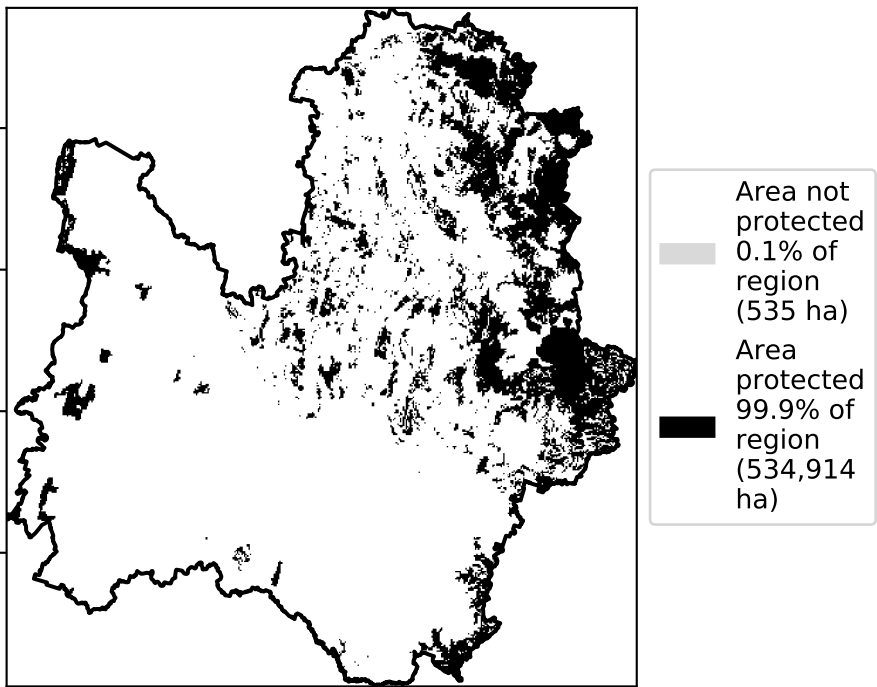 Area not
protected
0.1% of
region
(535 ha)
Area
protected
99.9% of
region
(534,914
ha)